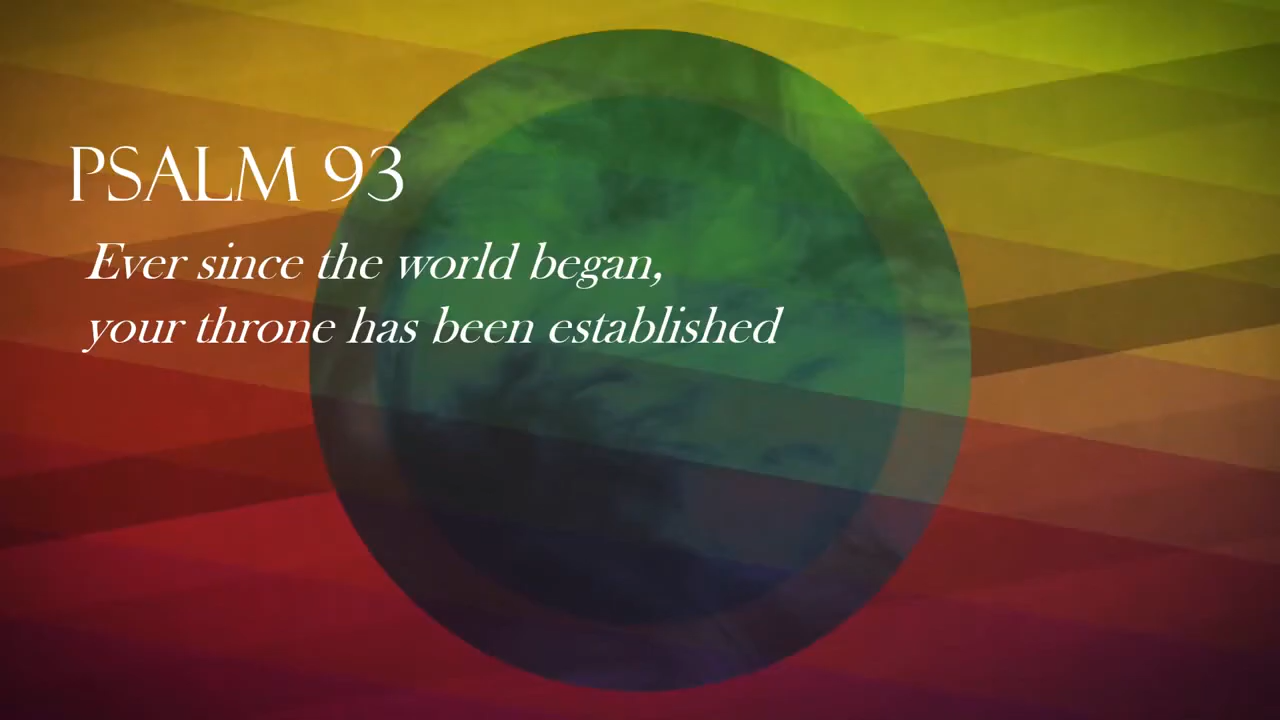 PSALM 93
Ever since the world began,
your throne has been established